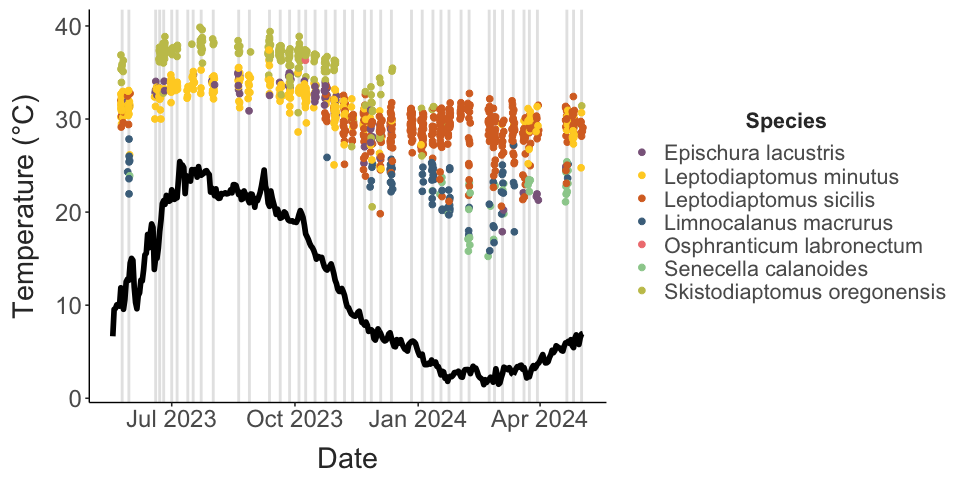 40
30
20
10
0
Temperature (°C)
Jul 2023 Oct 2023 Jan 2024 Apr 2024
Date
Species
Epischura lacustris
Leptodiaptomus minutus
Leptodiaptomus sicilis
Limnocalanus macrurus
Osphranticum labronectum
Senecella calanoides
Skistodiaptomus oregonensis